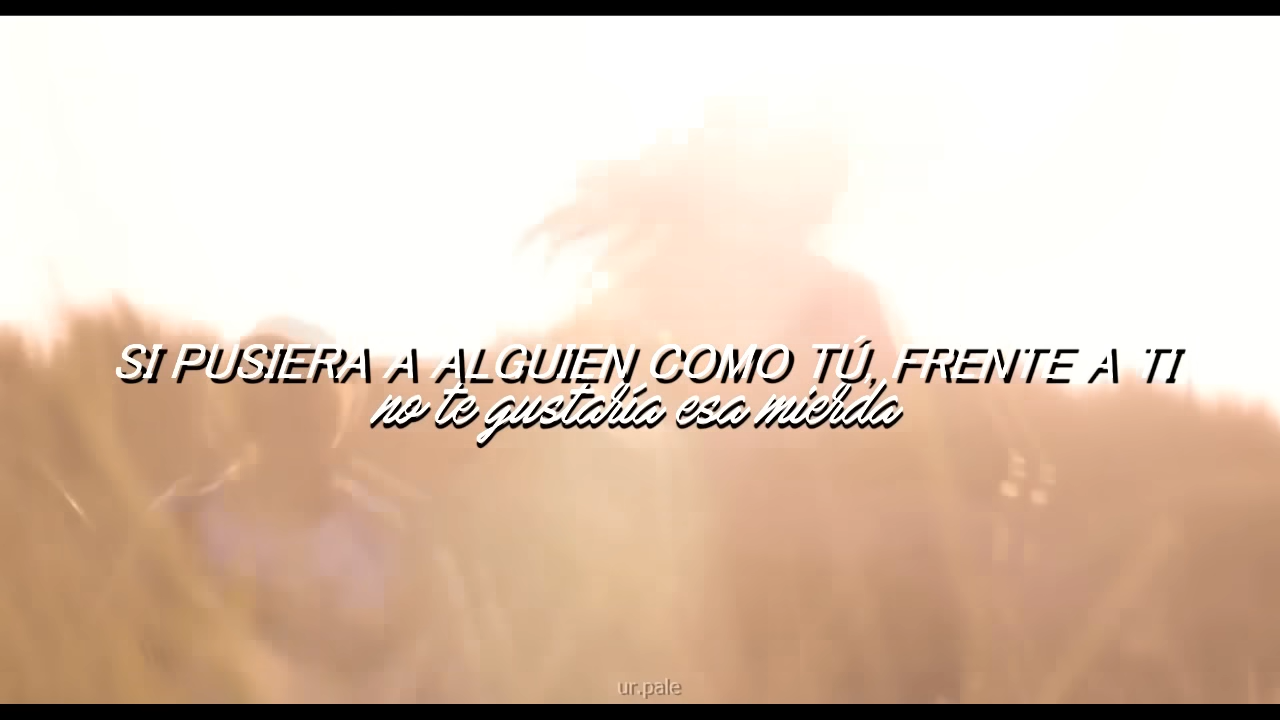 SI PUSIERA A ALGUIEN COMO TÚ, FRENTE A TI
no te gustaría esa mierda
ur.pale